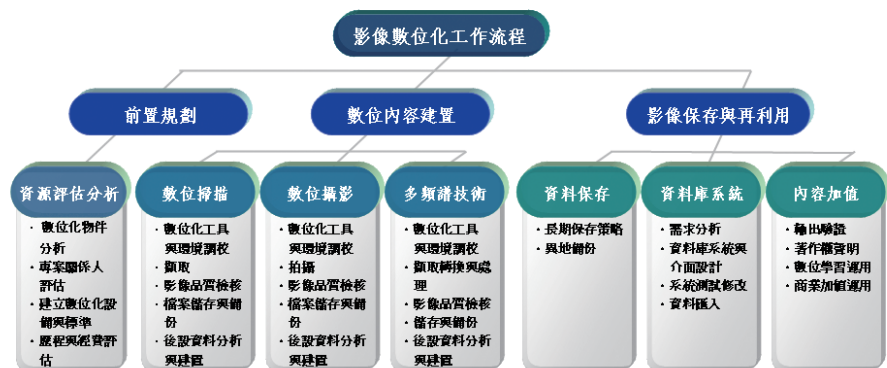 影像數位化工作流程
前置規劃
數位內容建置
影像保存與再利用
資源評估分析
· 數位化物件
分析
· 專案關係人
評估
· 建立數位化設
備與標準
· 歷程與經費評
估
數位掃描
· 數位化工具
與環境調校
· 擷取
· 影像品質檢核
· 檔案儲存與備
份
· 後設資料分析
與建置
數位攝影
· 數位化工具
與環境調校
· 拍攝
· 影像品質檢核
· 檔案儲存與備
份
· 後設資料分析
與建置
多頻譜技術
· 數位化工具
與環境調校
· 擷取轉換與處
理
· 影像品質檢核
· 儲存與備份
· 後設資料分析
與建置
資料保存
· 長期保存策略
· 異地備份
資料庫系統
· 需求分析
· 資料庫系統與
介面設計
· 系統測試修改
· 資料匯入
內容加值
· 輸出驗證
· 著作權聲明
· 數位學習運用
· 商業加值運用